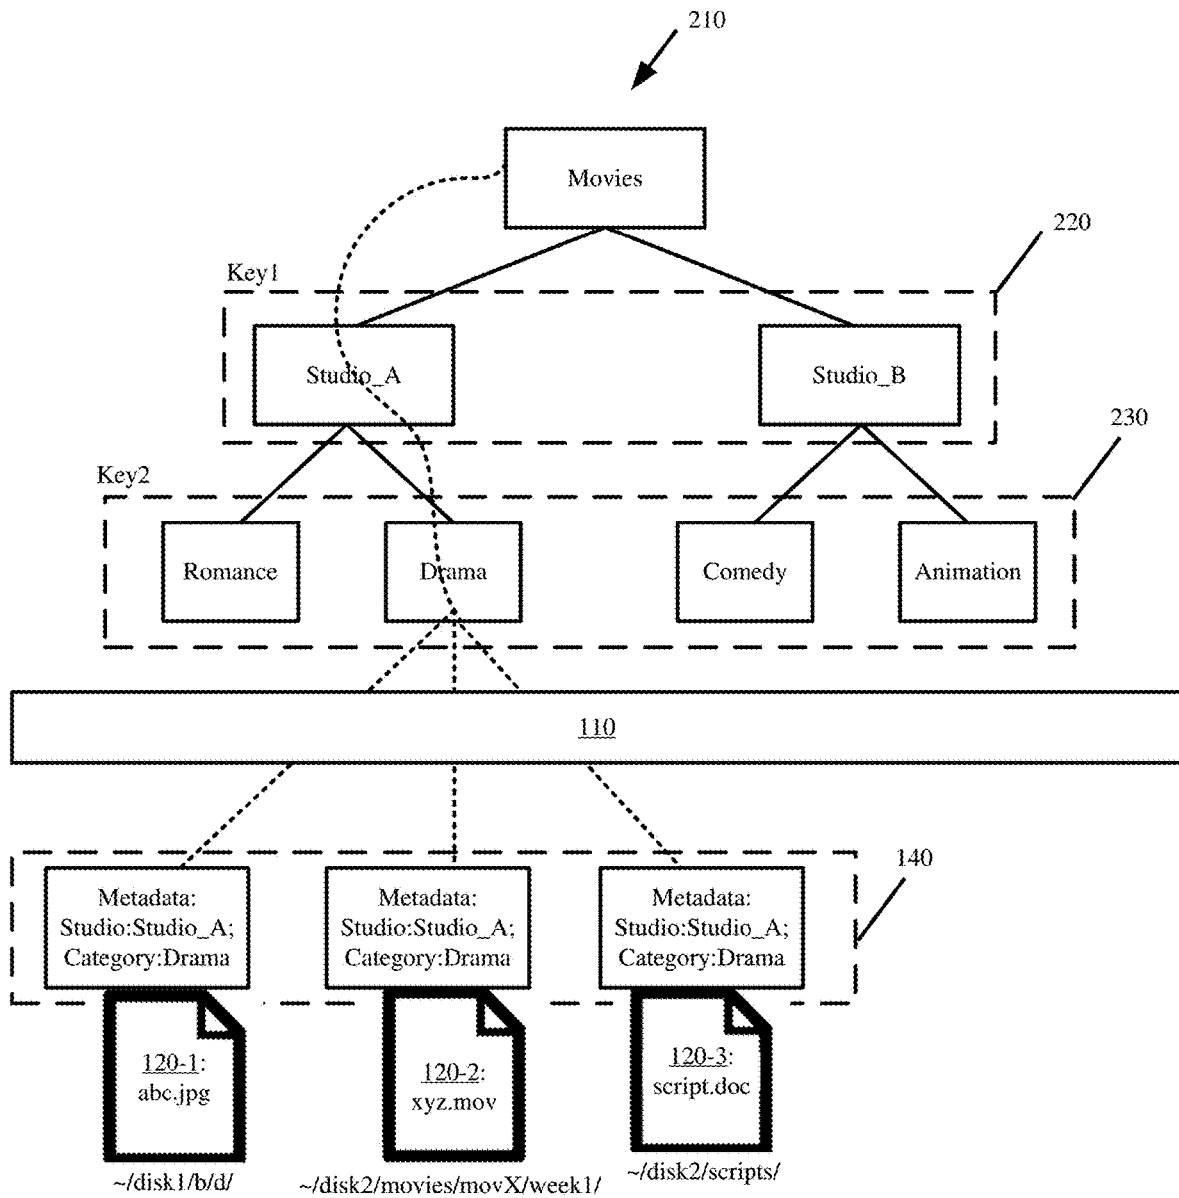 210
Movies
220
Key1
Studio_A
Studio_B
230
Key2
Romance
Drama
Comedy
Animation
110
140
Metadata:
Studio:Studio_A;
Category:Drama
Metadata:
Studio:Studio_A;
Category:Drama
Metadata:
Studio:Studio_A;
Category:Drama
120-1:
abc.jpg
120-2:
xyz.mov
120-3:
script.doc
~/disk1/b/d/
~/disk2/movies/movX/week1/
~/disk2/scripts/